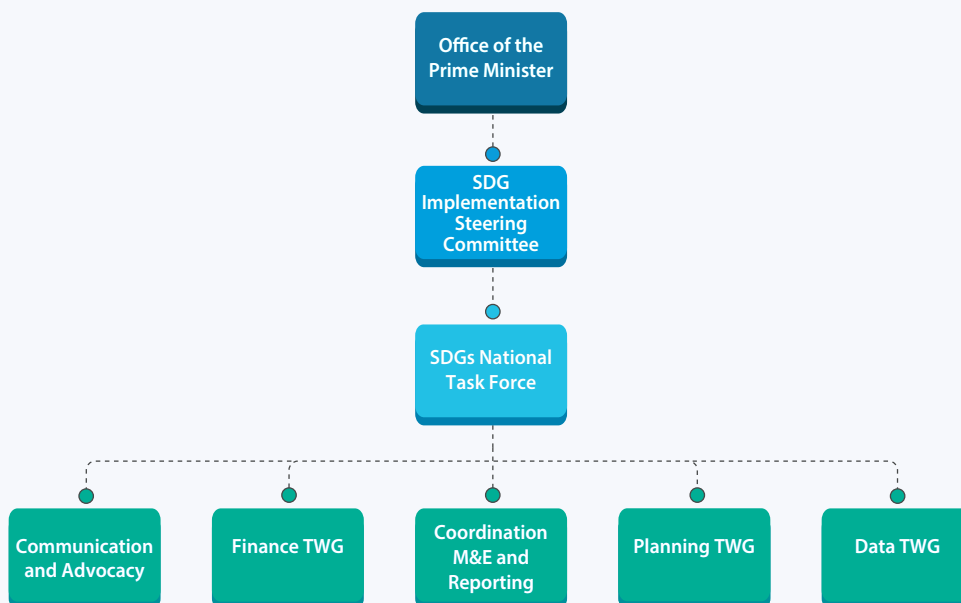 Office of the
Prime Minister
SDG
Implementation
Steering
Committee
SDGs National
Task Force
Communication
and Advocacy
Finance TWG
Coordination
M&E and
Reporting
Planning TWG
Data TWG